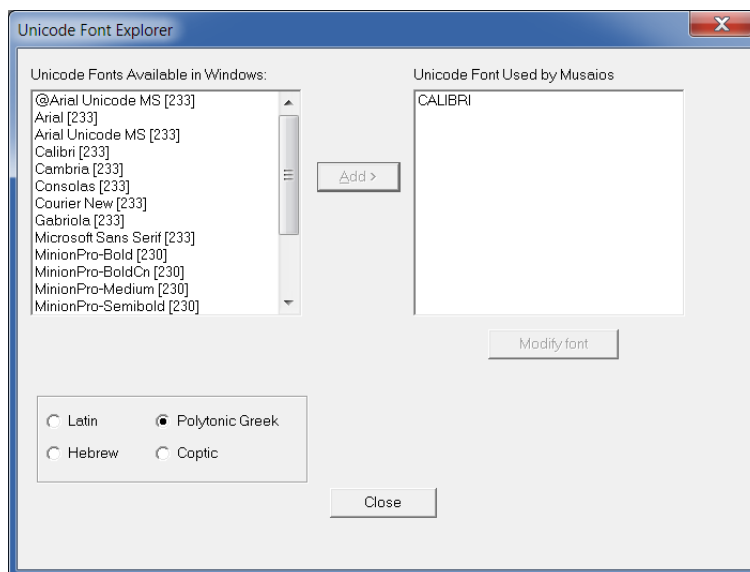 Unicode Font Explorer
Unicode Fonts Available in Windows:
@Arial Unicode MS [233]
Arial [233]
Arial Unicode MS [233]
Calibri [233]
Cambria [233]
Consolas [233]
Courier New [233]
Gabriola [233]
Microsoft Sans Serif [233]
MinionPro-Bold [230]
MinionPro-BoldCn [230]
MinionPro-Medium [230]
MinionPro-Semibold [230]
Add >
Unicode Font Used by Musaios
CALIBRI
Modify font
Latin
Polytonic Greek
Hebrew
Coptic
Close